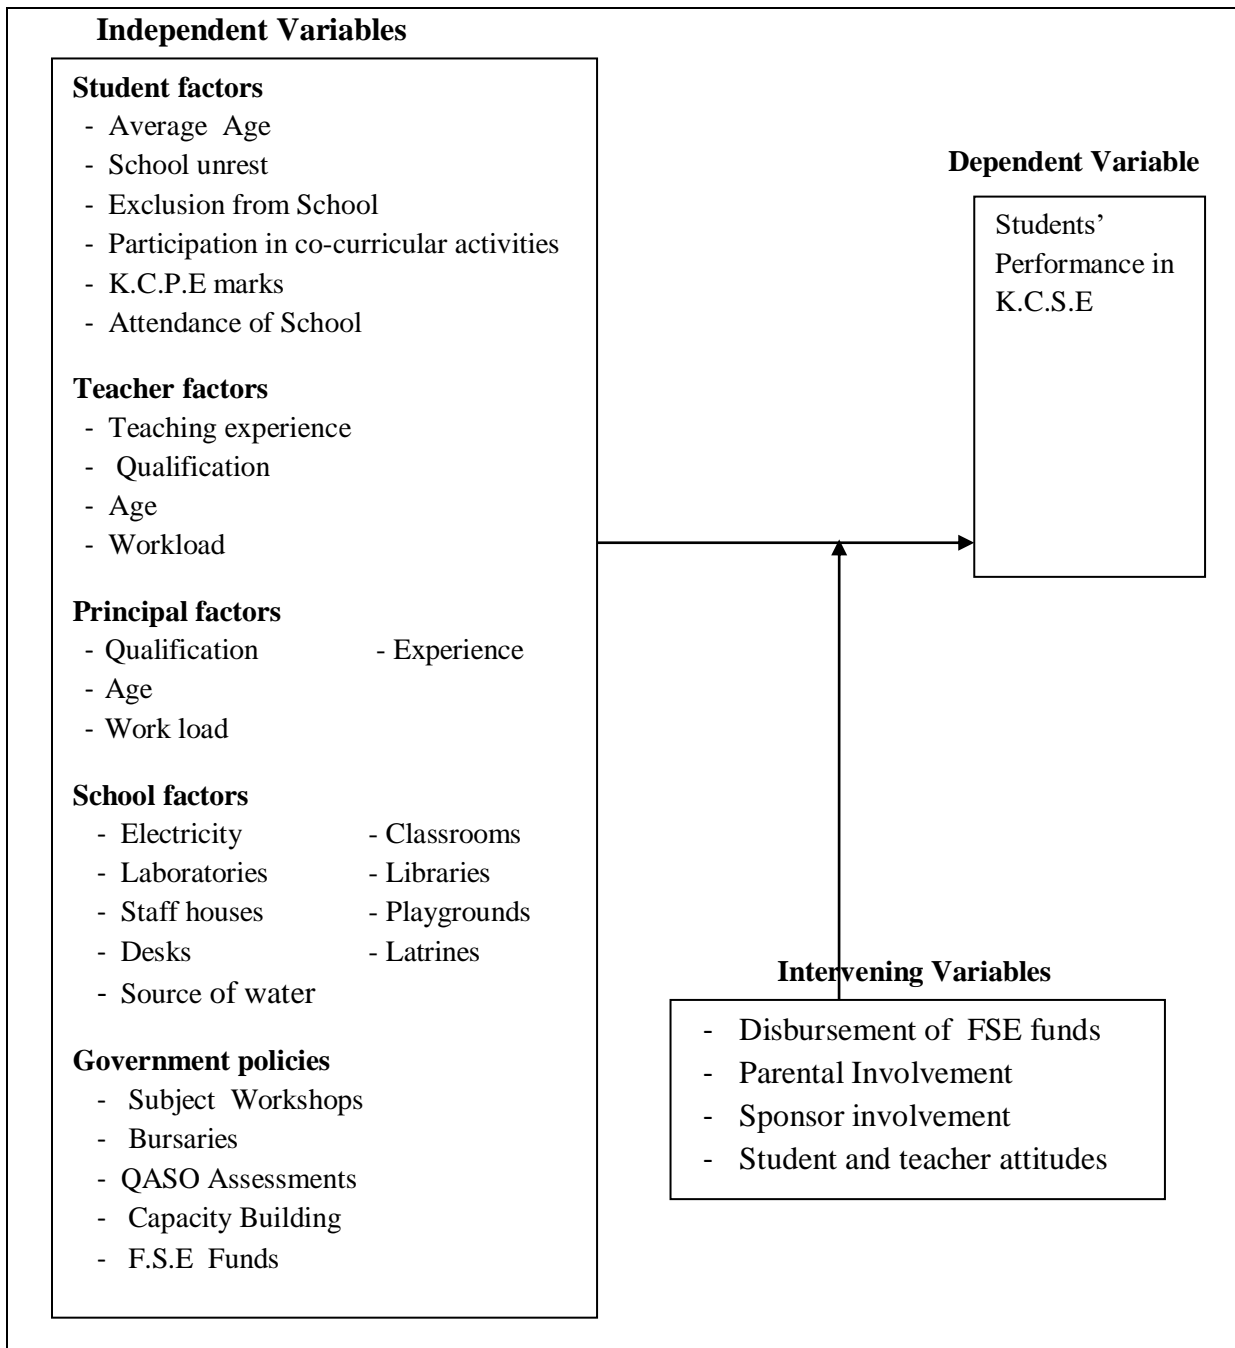 Independent Variables
Student factors
- Average Age
- School unrest
- Exclusion from School
- Participation in co-curricular activities
- K.C.P.E marks
- Attendance of School
Teacher factors
- Teaching experience
- Qualification
- Age
- Workload
Principal factors
- Qualification - Experience
- Age
- Work load
School factors
- Electricity - Classrooms
- Laboratories - Libraries
- Staff houses - Playgrounds
- Desks - Latrines
- Source of water
Government policies
- Subject Workshops
- Bursaries
- QASO Assessments
- Capacity Building
- F.S.E Funds
Dependent Variable
Students’
Performance in
K.C.S.E
Intervening Variables
- Disbursement of FSE funds
- Parental Involvement
- Sponsor involvement
- Student and teacher attitudes